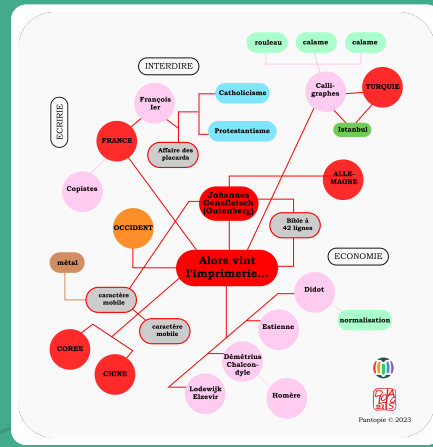 rouleau
calame
calame
INTERDIRE
ECRIRIE
François
Ier
Catholicisme
Protestantisme
Affaire des
placards
FRANCE
Copistes
Calli-
graphes
TURQUIE
Istanbul
ALLE-
MAGNE
Johannes
Gensfleisch
(Gutenberg)
Bible à
42 lignes
OCCIDENT
ECONOMIE
Alors vint
l'imprimerie...
métal
caractère
mobile
caractère
mobile
COREE
CHINE
Didot
normalisation
Estienne
Démétrius
Chalcon-
dyle
Lodewijk
Elzevir
Homère
Pantopie © 2023